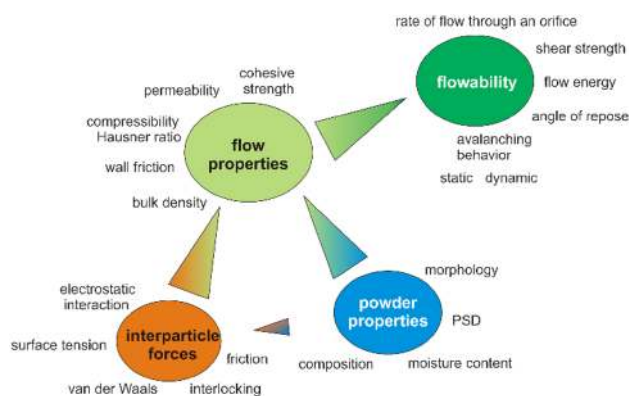 rate of flow through an orifice
shear strength
flowability
flow energy
angle of repose
avalanching
behavior
static dynamic
cohesive
strength
permeability
compressibility
Hausner ratio
flow
properties
wall friction
bulk density
electrostatic
interaction
surface tension
interparticle
forces
friction
van der Waals
interlocking
morphology
powder
properties
PSD
composition
moisture content